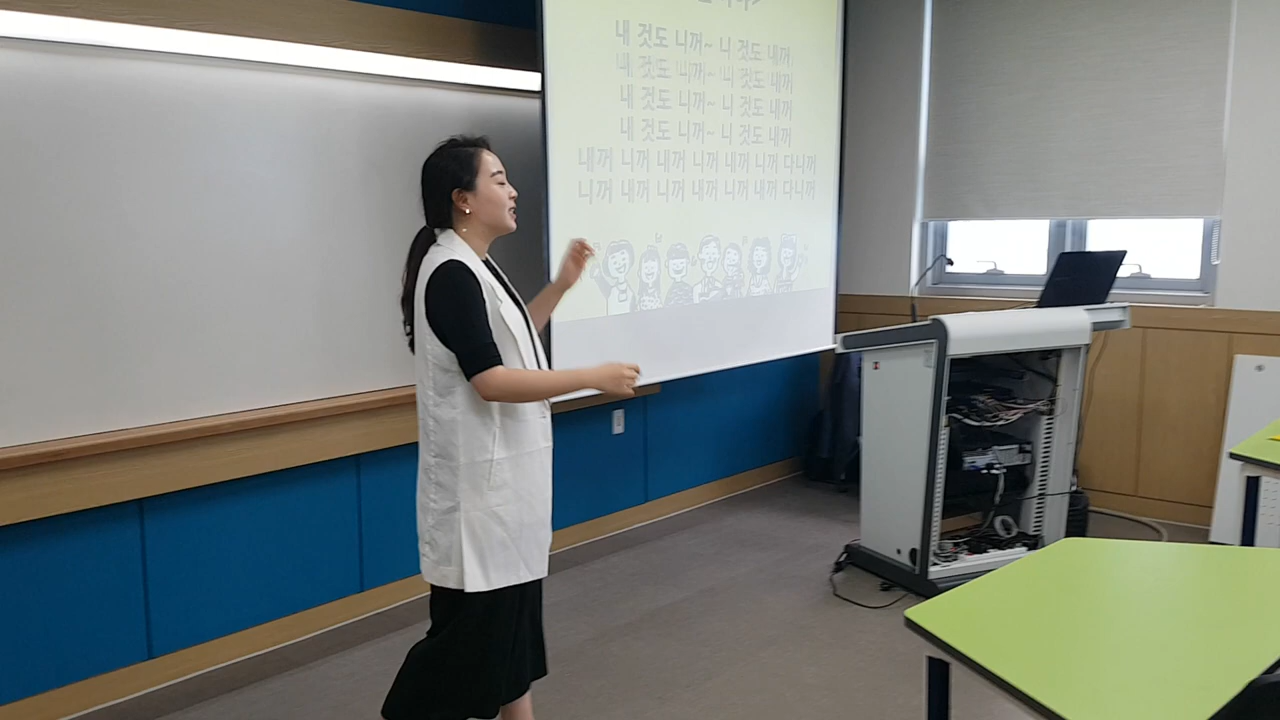 내 것도 니꺼~ 니 것도 내꺼
내 것도 니꺼~ 니 것도 내꺼
내 것도 니꺼~ 니 것도 내꺼
내 것도 니꺼~ 니 것도 내꺼
내꺼 니꺼 내꺼 니꺼 내꺼 니꺼 다니꺼
니꺼 내꺼 니꺼 내꺼 니꺼 내꺼 다니꺼